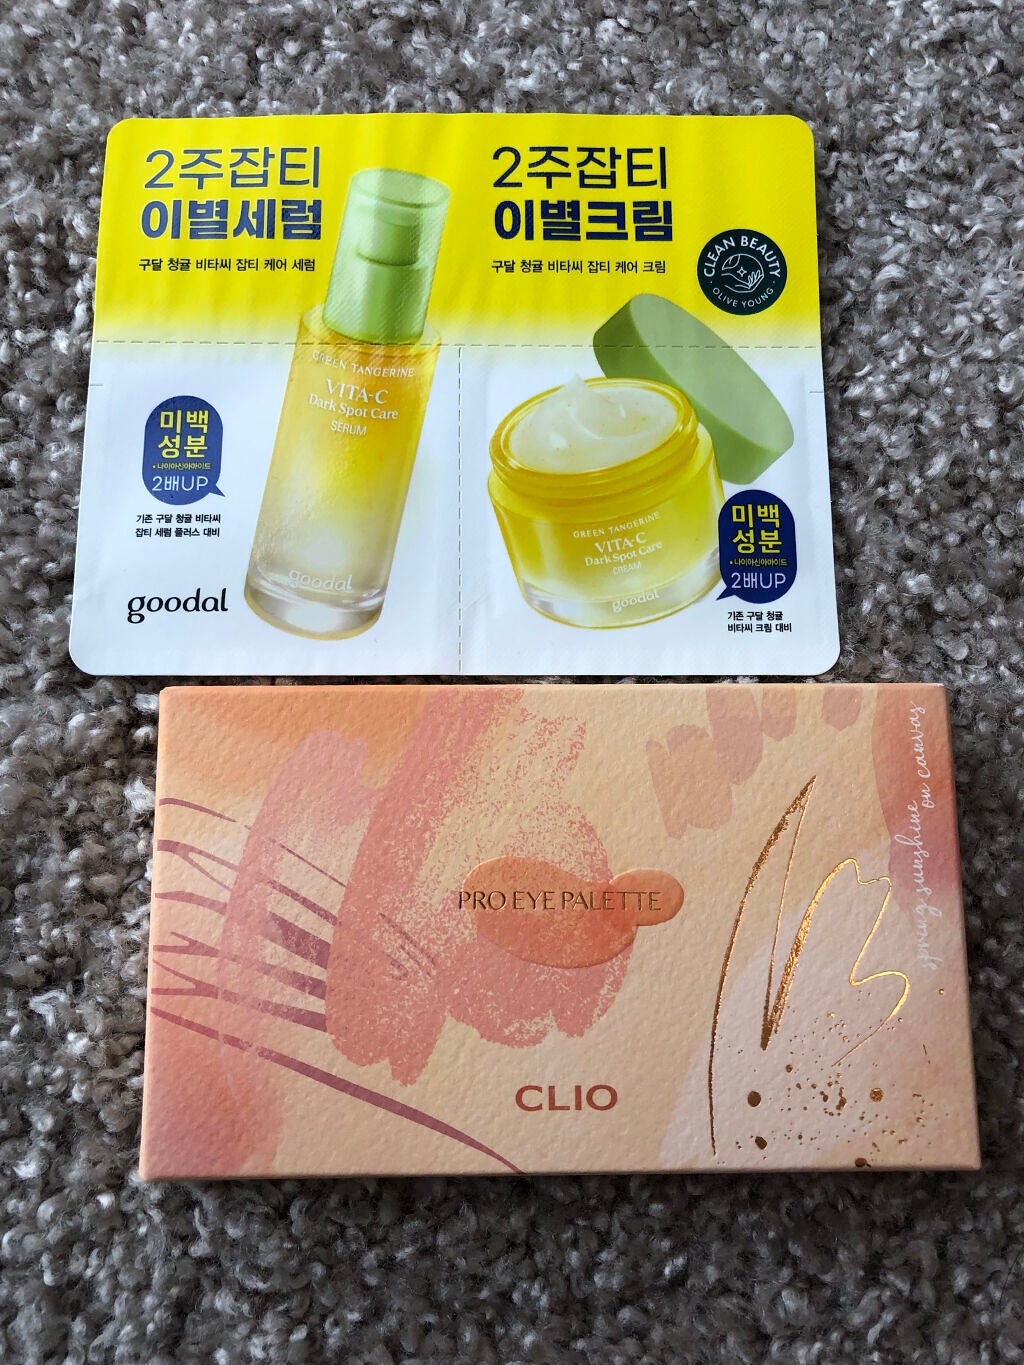 2주잡티
이별세럼
구달 청귤 비타씨 잡티 케어 세럼
2주잡티
이별크림
구달 청귤 비타씨 잡티 케어 크림
CLEAN BEAUTY
· OLIVE YOUNG ·
GREEN TANGERINE
VITA-C
Dark Spot Care
SERUM
goodal
미백
성분
•나이아신아마이드
2배UP
기존 구달 청귤 비타씨
잡티 세럼 플러스 대비
goodal
GREEN TANGERINE
VITA-C
Dark Spot Care
CREAM
goodal
미백
성분
•나이아신아마이드
2배UP
기존 구달 청귤
비타씨 크림 대비
PRO EYE PALETTE
spring sunshine
on canvas
CLIO